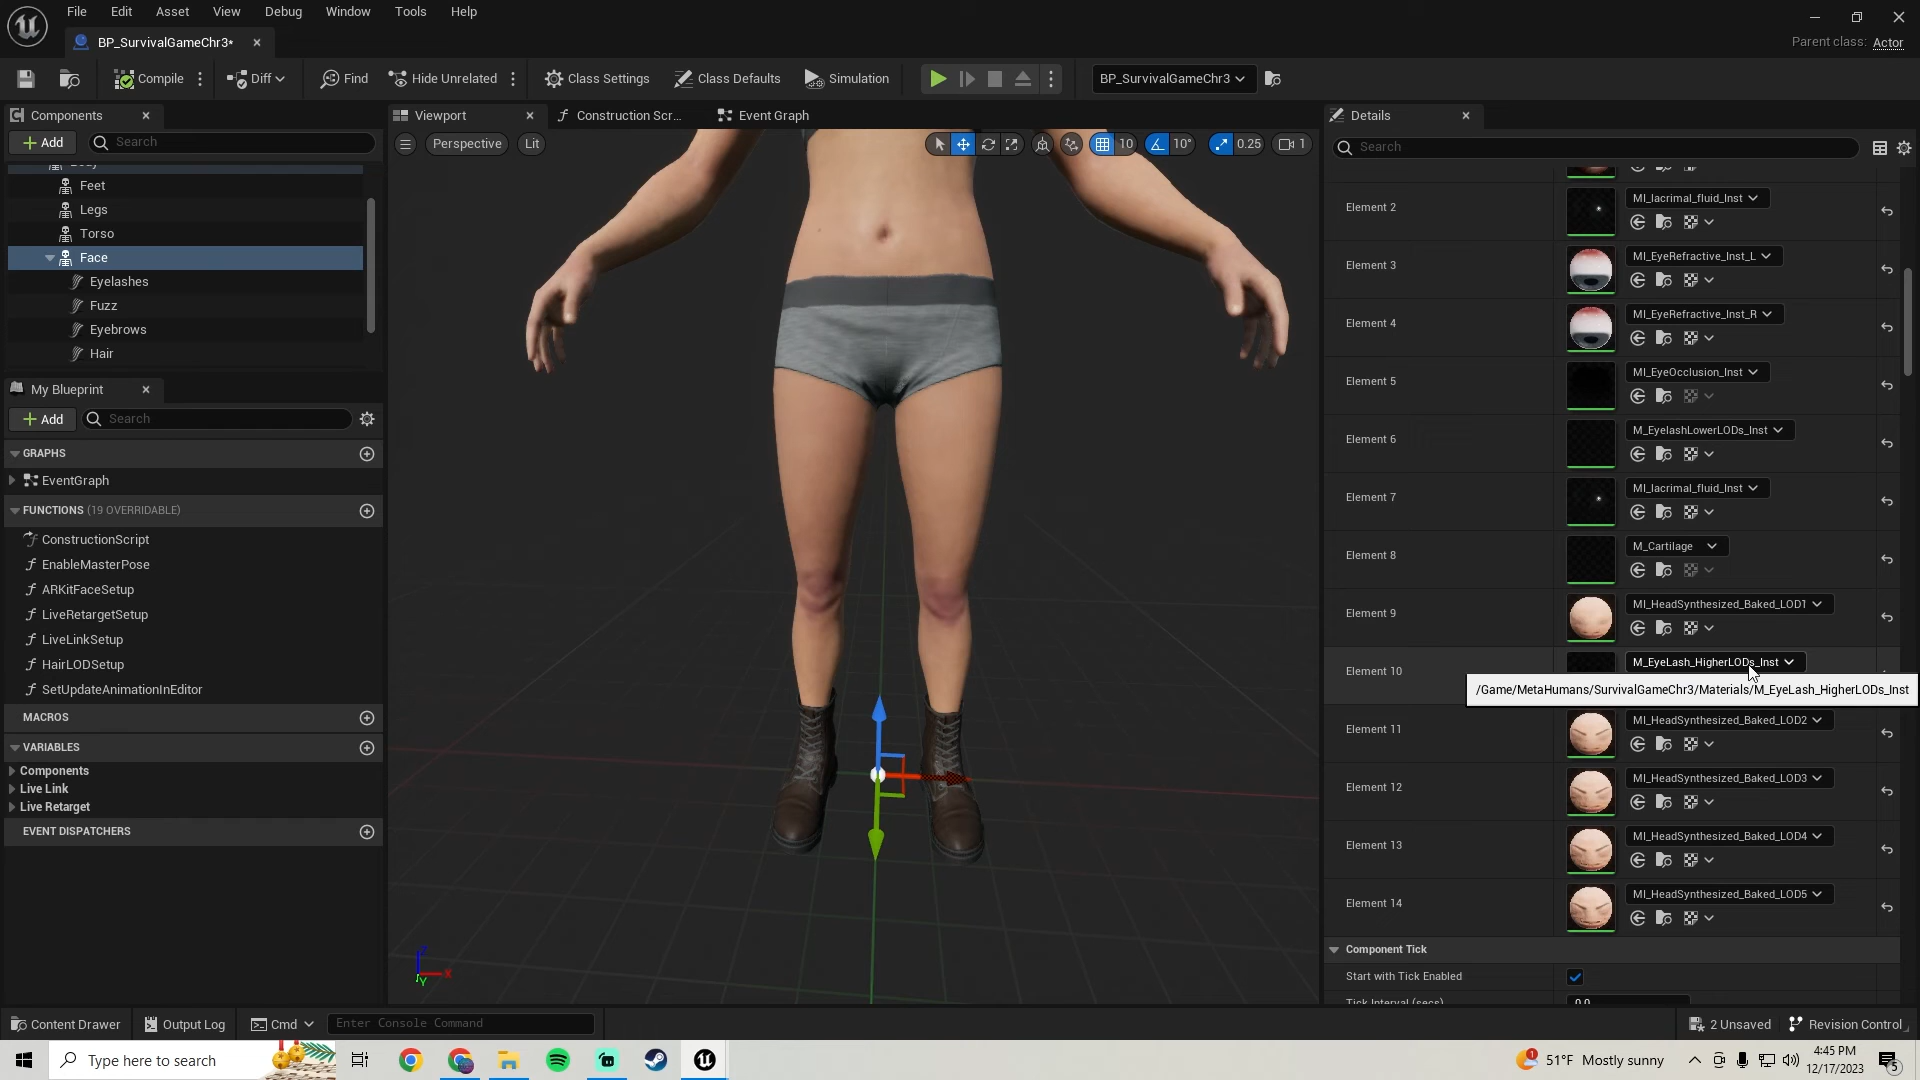 File Edit Asset View Debug Window Tools Help
BP_SurvivalGameChr3*
Parent class: Actor
Compile Diff Find Hide Unrelated Class Settings Class Defaults Simulation BP_SurvivalGameChr3
Components
Add Search
Feet
Legs
Torso
Face
Eyelashes
Fuzz
Eyebrows
Hair
My Blueprint
Add Search
GRAPHS
EventGraph
FUNCTIONS (19 OVERRIDABLE)
ConstructionScript
EnableMasterPose
ARKitFaceSetup
LiveRetargetSetup
LiveLinkSetup
HairLODSetup
SetUpdateAnimationInEditor
MACROS
VARIABLES
Components
Live Link
Live Retarget
EVENT DISPATCHERS
Viewport Construction Scr... Event Graph
Perspective Lit 10 10° 0.25 1
Z
X
Y
Details
Search
Element 2 MI_lacrimal_fluid_Inst
Element 3 MI_EyeRefractive_Inst_L
Element 4 MI_EyeRefractive_Inst_R
Element 5 MI_EyeOcclusion_Inst
Element 6 M_EyelashLowerLODs_Inst
Element 7 MI_lacrimal_fluid_Inst
Element 8 M_Cartilage
Element 9 MI_HeadSynthesized_Baked_LOD1
Element 10 M_EyeLash_HigherLODs_Inst
/Game/MetaHumans/SurvivalGameChr3/Materials/M_EyeLash_HigherLODs_Inst
Element 11 MI_HeadSynthesized_Baked_LOD2
Element 12 MI_HeadSynthesized_Baked_LOD3
Element 13 MI_HeadSynthesized_Baked_LOD4
Element 14 MI_HeadSynthesized_Baked_LOD5
Component Tick
Start with Tick Enabled
Tick Interval (secs) 0.0
Content Drawer Output Log Cmd Enter Console Command 2 Unsaved Revision Control
Type here to search
1 51°F Mostly sunny
4:45 PM
12/17/2023
5